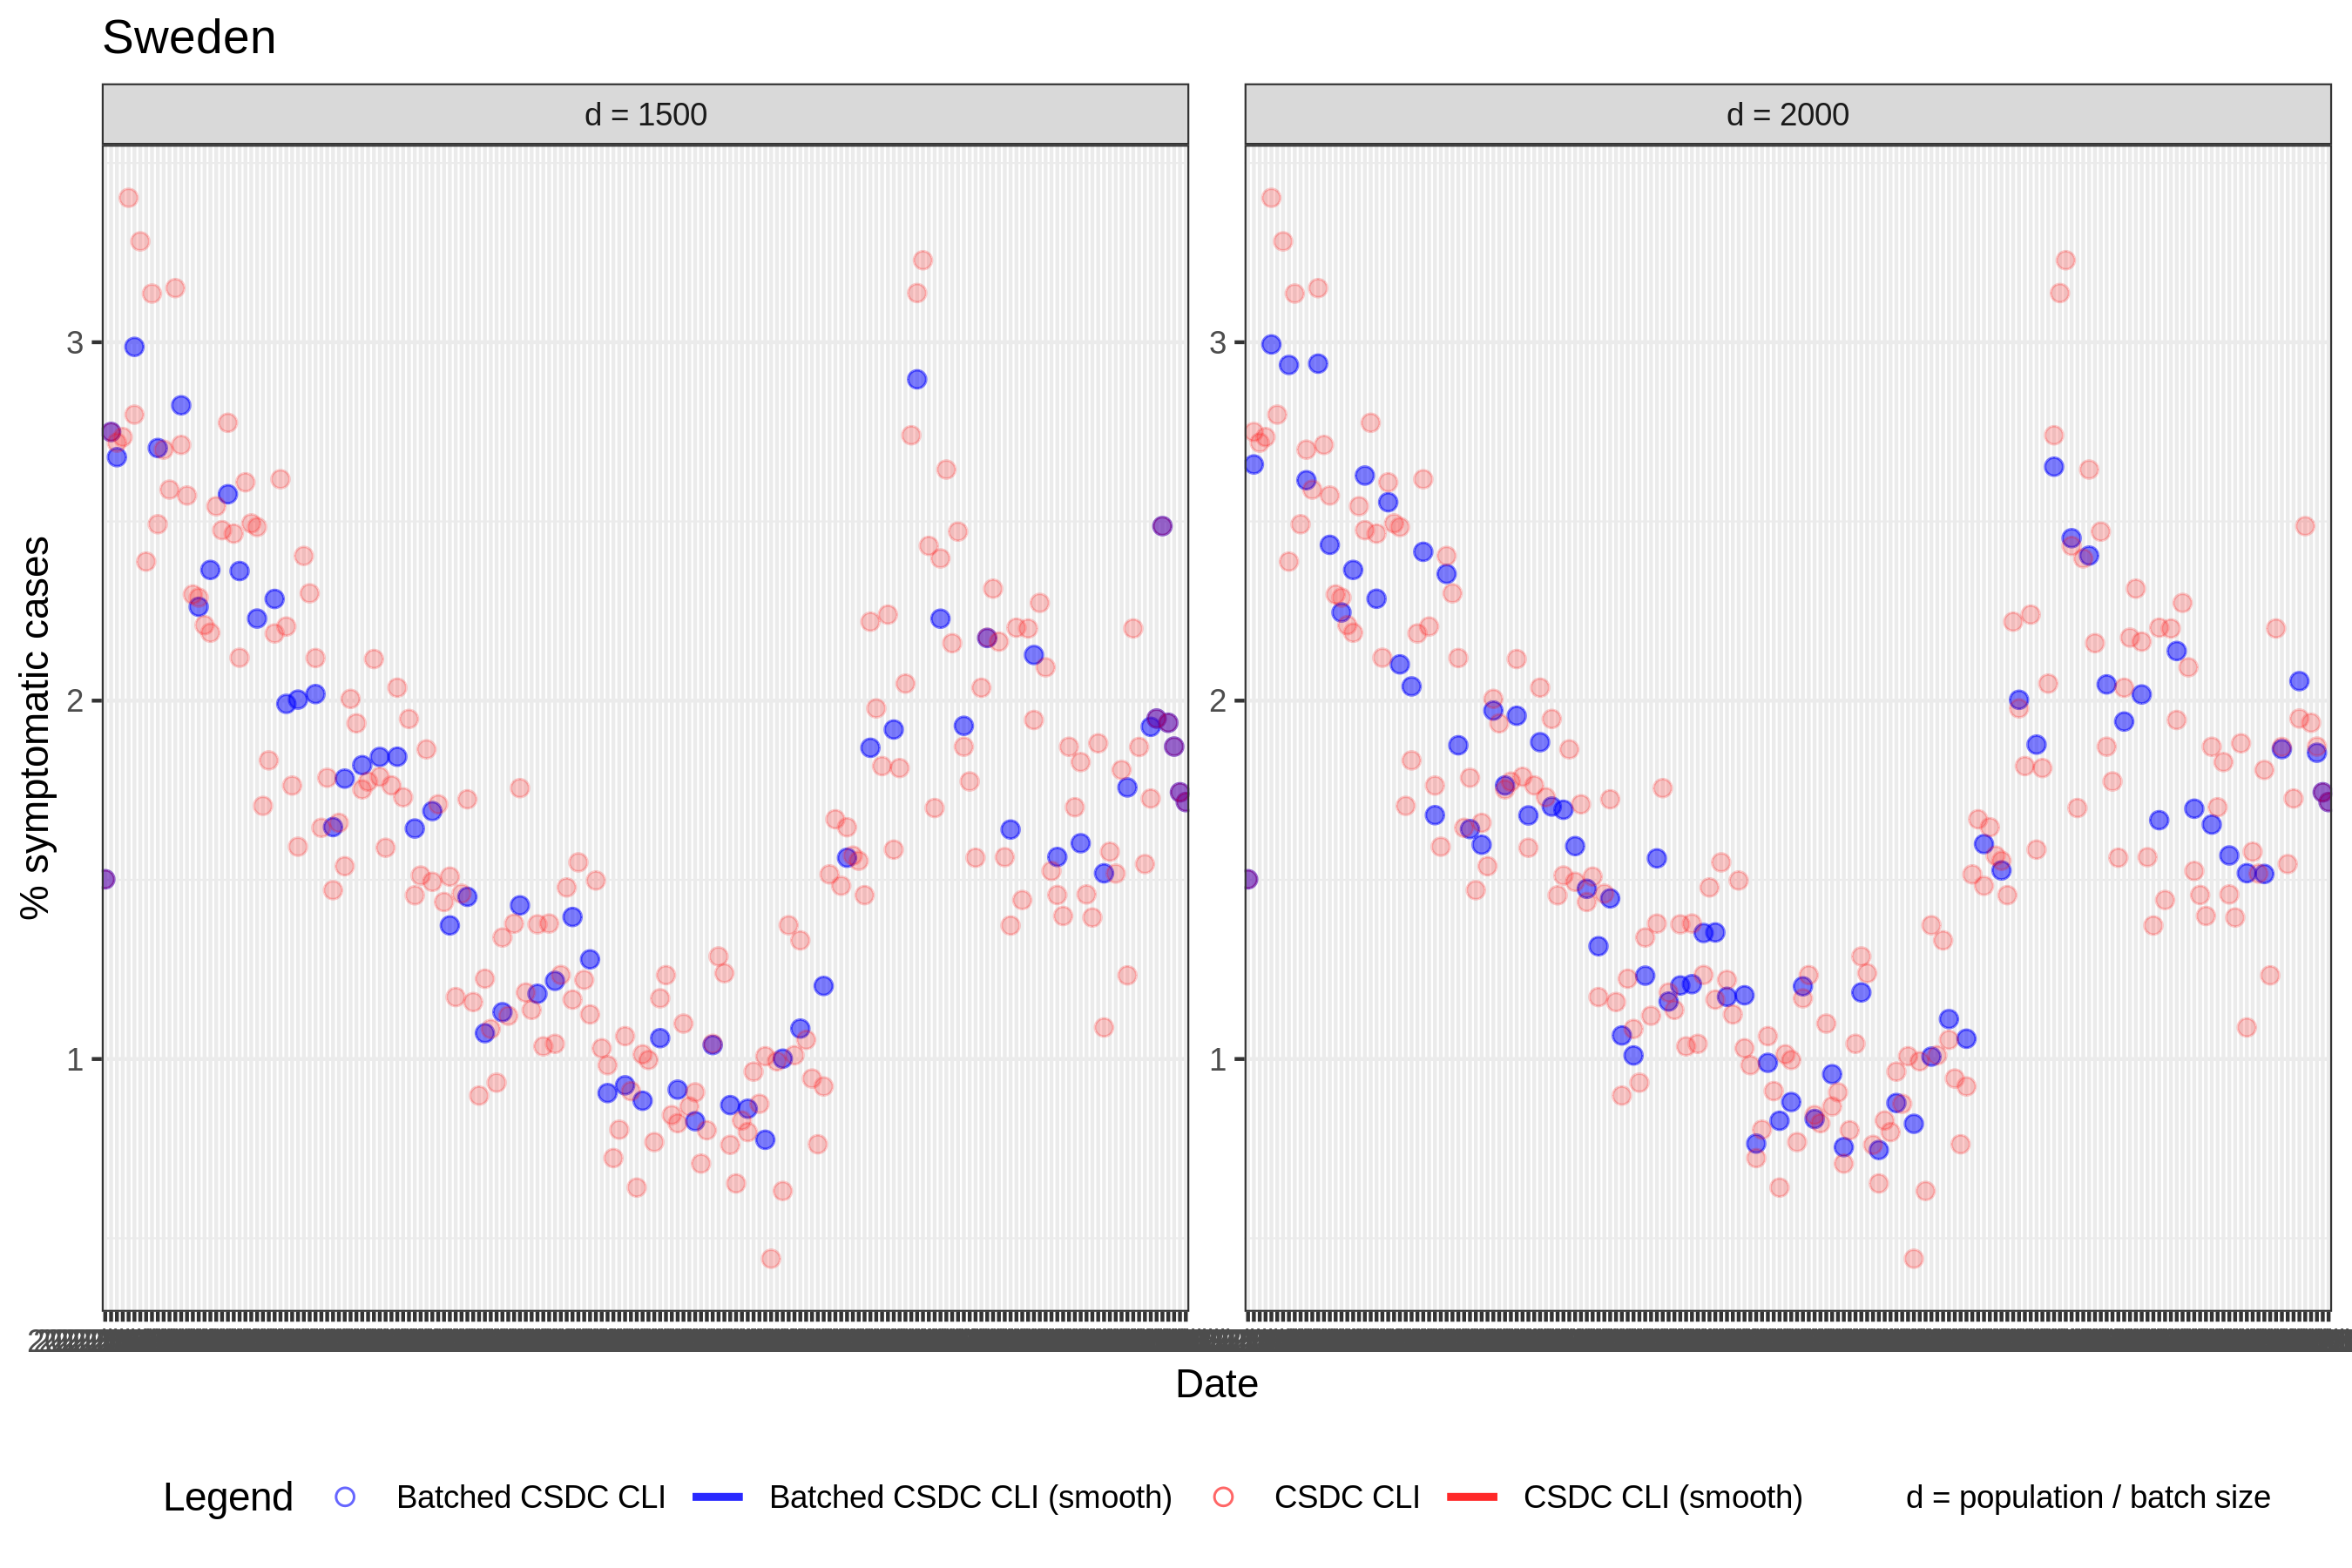 Sweden
d = 1500
d = 2000
% symptomatic cases
3
2
1
3
2
1
Date
Legend
Batched CSDC CLI
Batched CSDC CLI (smooth)
CSDC CLI
CSDC CLI (smooth)
d = population / batch size